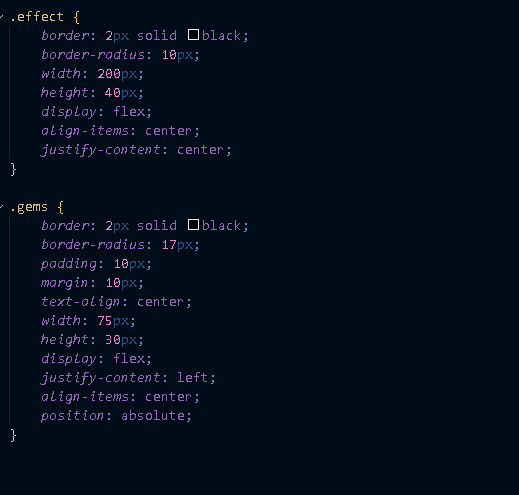 .effect {
border: 2px solid black;
border-radius: 10px;
width: 200px;
height: 40px;
display: flex;
align-items: center;
justify-content: center;
}
.gems {
border: 2px solid black;
border-radius: 17px;
padding: 10px;
margin: 10px;
text-align: center;
width: 75px;
height: 30px;
display: flex;
justify-content: left;
align-items: center;
position: absolute;
}